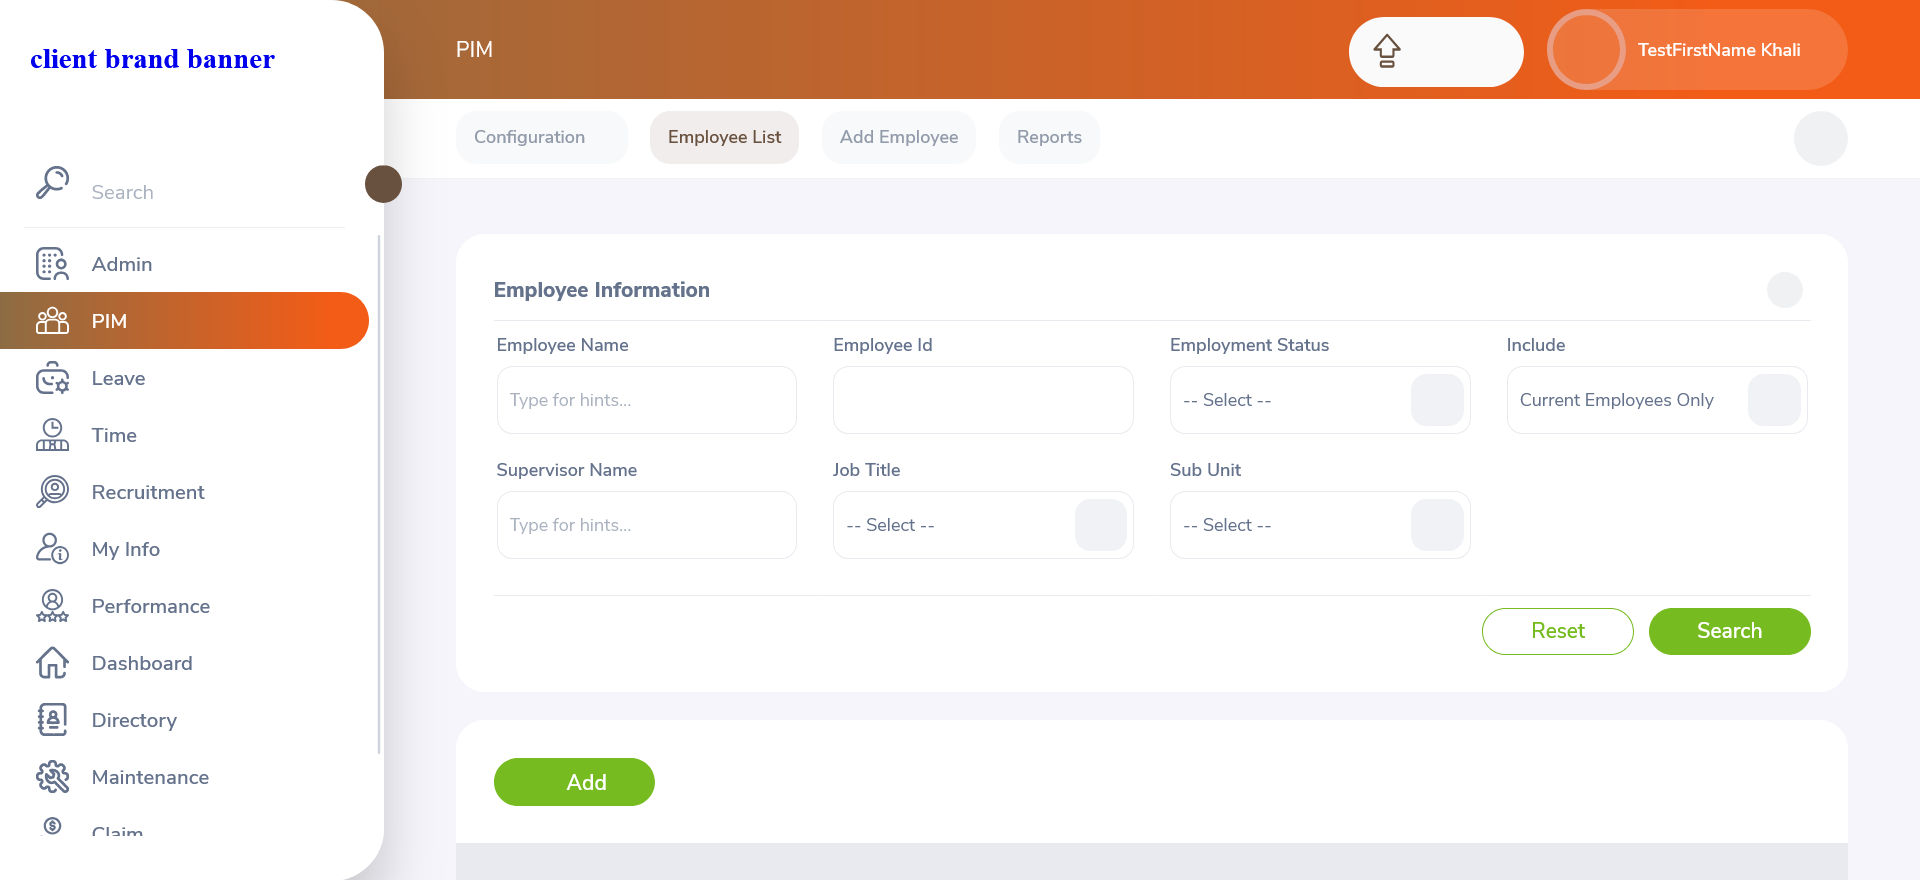 client brand banner
PIM
TestFirstName Khali
Configuration
Employee List
Add Employee
Reports
Search
Admin
PIM
Leave
Time
Recruitment
My Info
Performance
Dashboard
Directory
Maintenance
Claim
Employee Information
Employee Name
Employee Id
Employment Status
Include
Type for hints...
-- Select --
Current Employees Only
Supervisor Name
Job Title
Sub Unit
Type for hints...
-- Select --
-- Select --
Reset
Search
Add